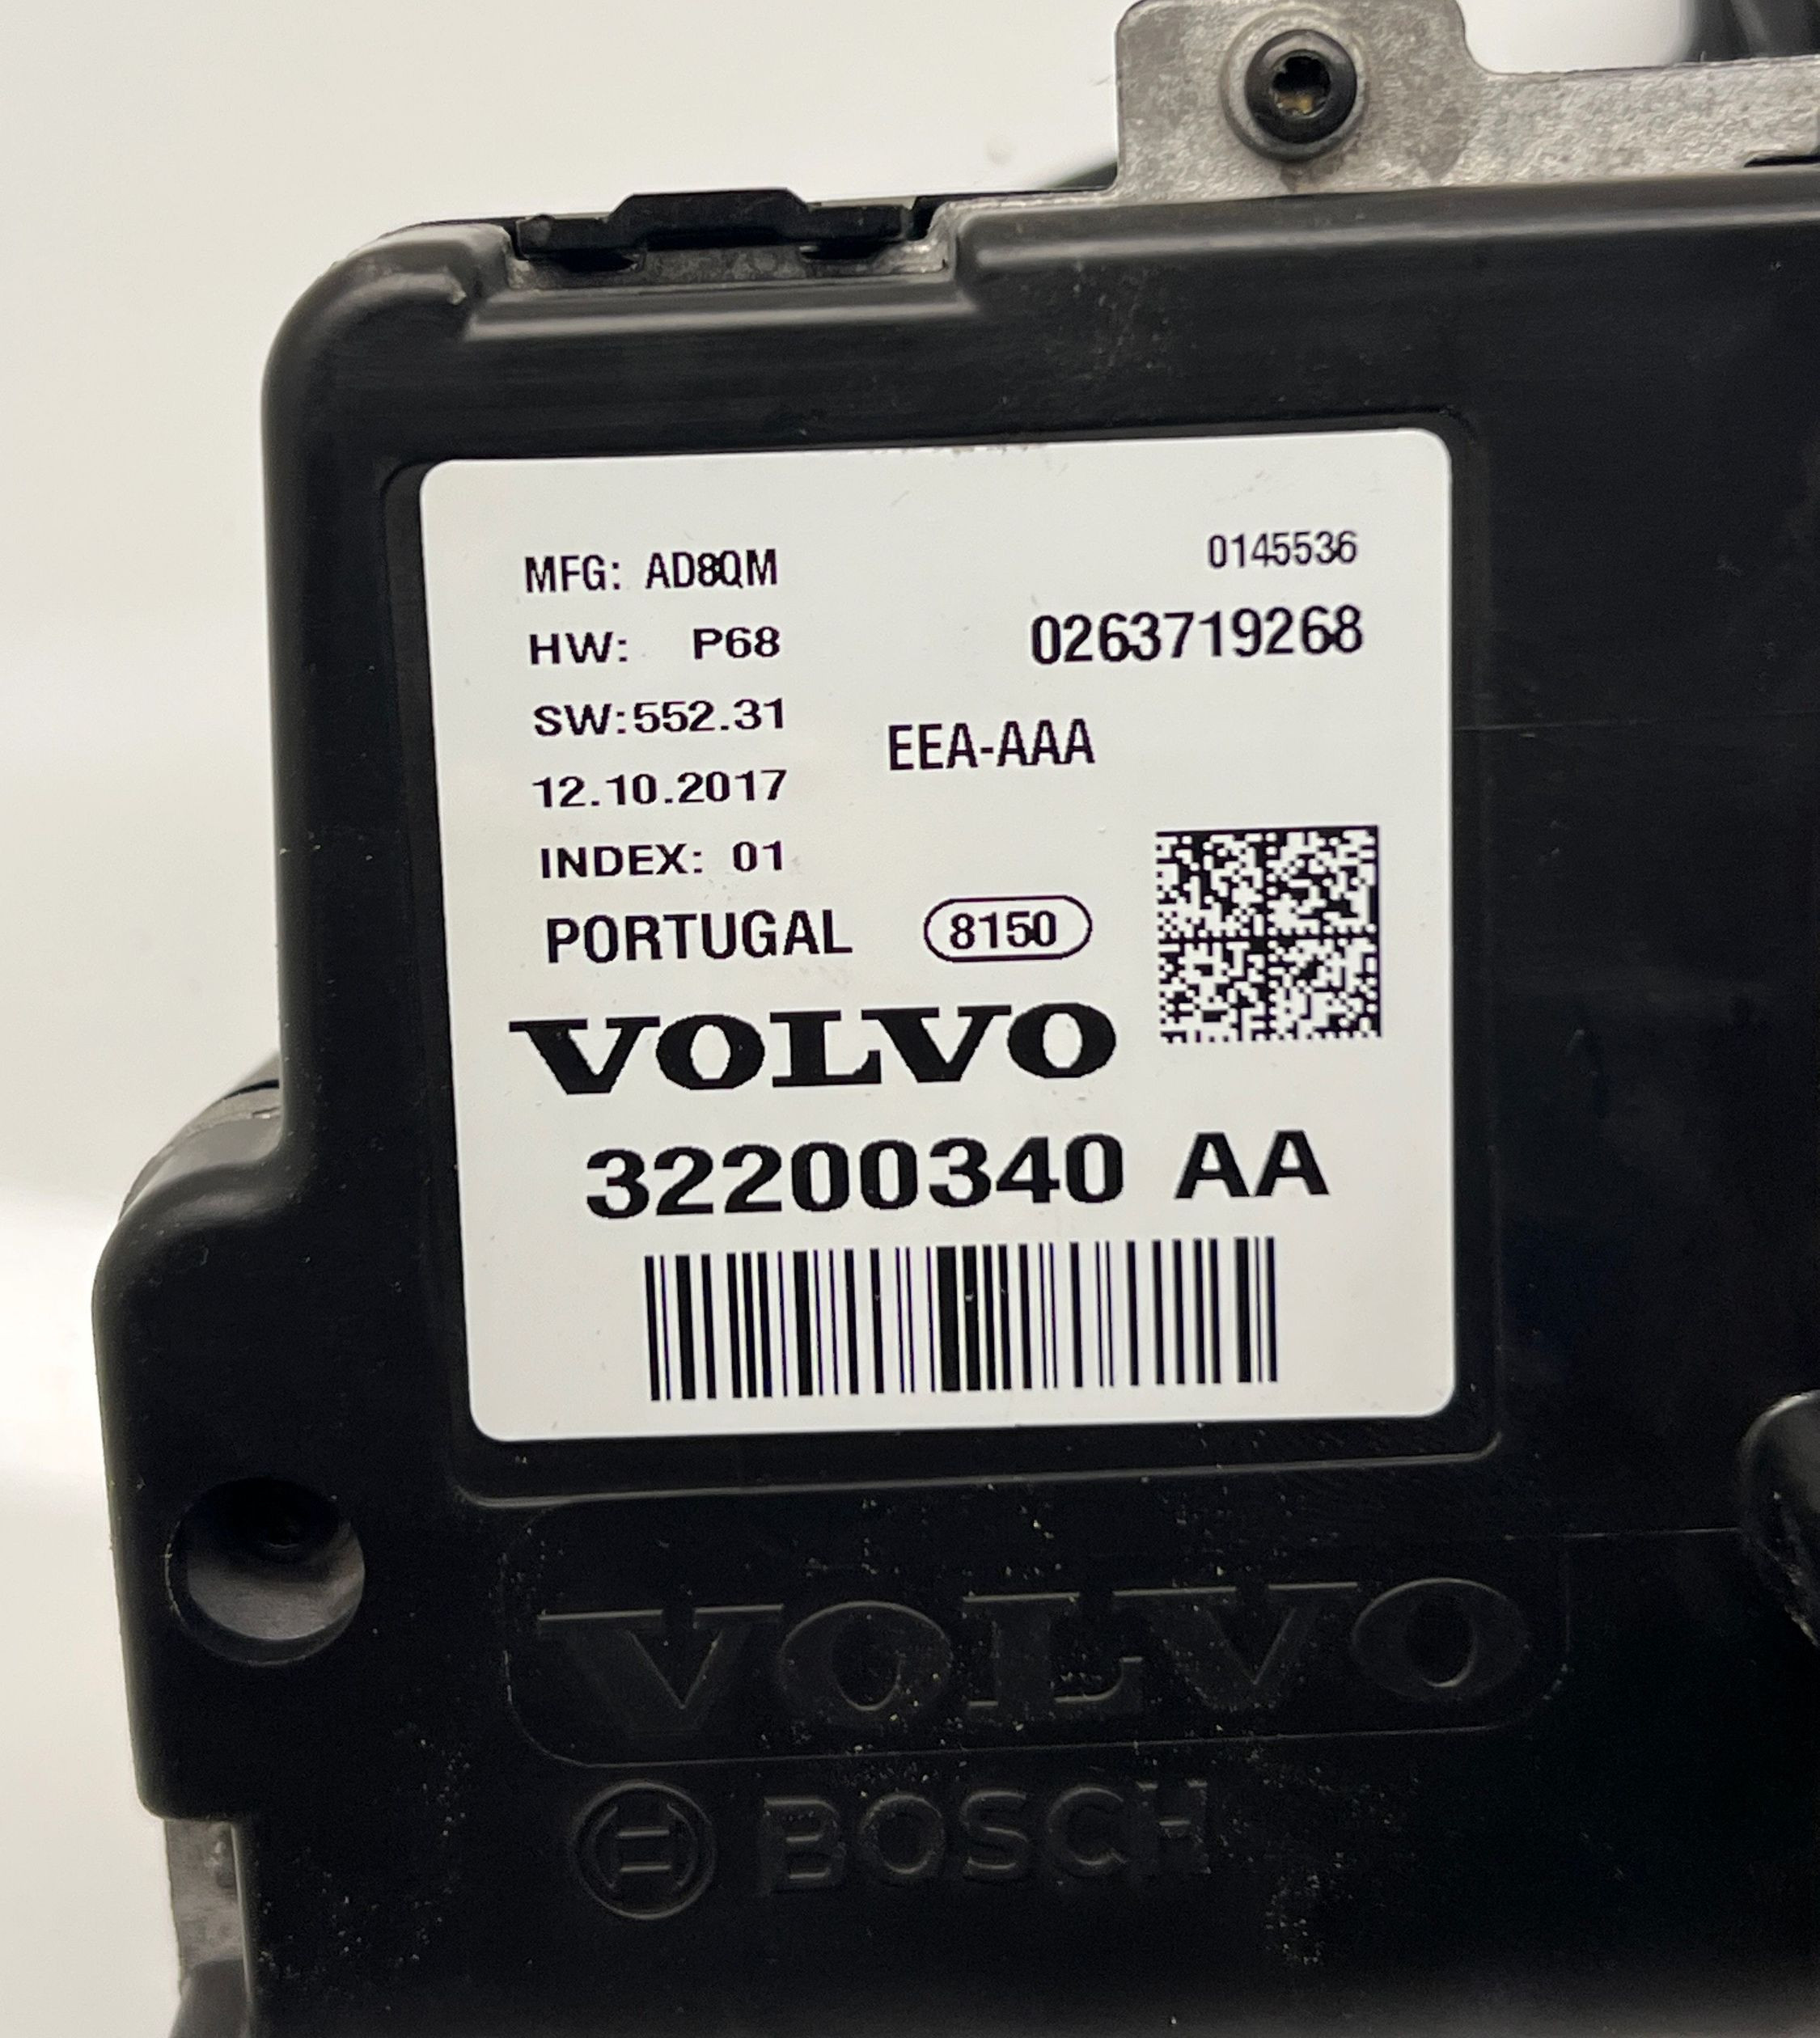 MFG: AD8QM
0145536
HW: P68
0263719268
SW:552.31
EEA-AAA
12.10.2017
INDEX: 01
PORTUGAL 8150
VOLVO
32200340 AA
VOLVO
BOSCH